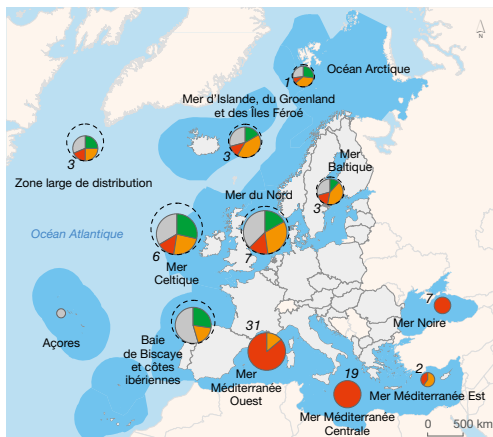 N
Océan Arctique
1
Mer d'Islande, du Groenland
et des Îles Féroé
3
3
Zone large de distribution
Mer
Baltique
3
Mer du Nord
7
Océan Atlantique
6
Mer
Celtique
7
Mer Noire
Açores
Baie
de Biscaye
et côtes
ibériennes
31
Mer
Méditerranée
Ouest
19
Mer Méditerranée
Centrale
2
Mer Méditerranée Est
0 500 km